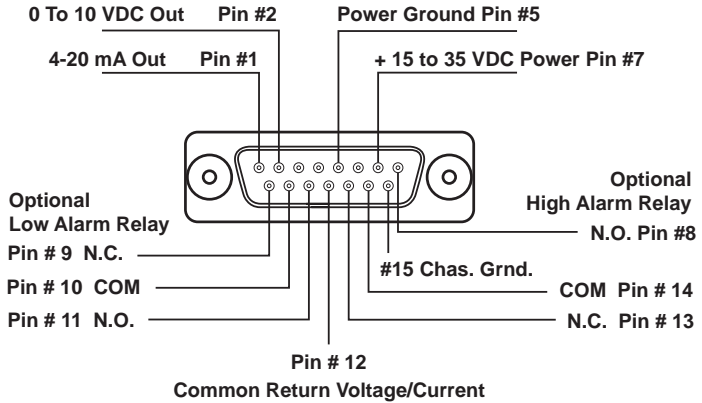 0 To 10 VDC Out Pin #2
Power Ground Pin #5
4-20 mA Out Pin #1
+ 15 to 35 VDC Power Pin #7
Optional
Low Alarm Relay
Pin # 9 N.C.
Pin # 10 COM
Pin # 11 N.O.
Optional
High Alarm Relay
N.O. Pin #8
#15 Chas. Grnd.
COM Pin # 14
N.C. Pin # 13
Pin # 12
Common Return Voltage/Current